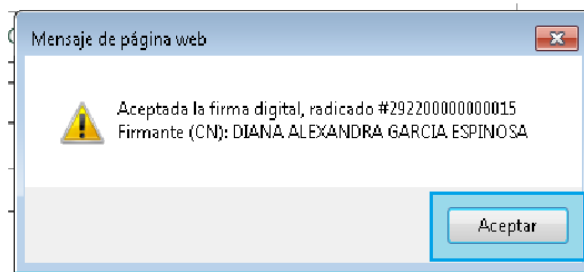 Mensaje de página web
Aceptada la firma digital, radicado #292200000000015
Firmante (CN): DIANA ALEXANDRA GARCIA ESPINOSA
Aceptar